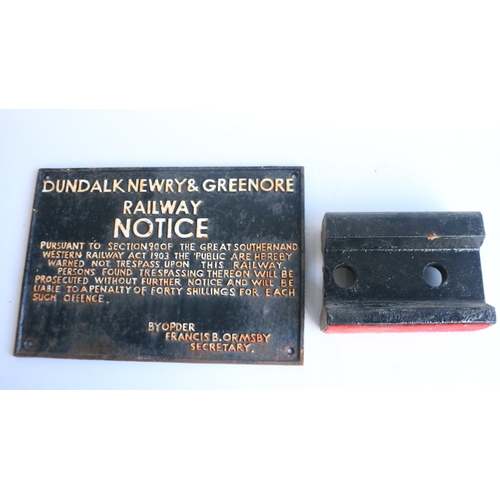 DUNDALK NEWRY & GREENORE
RAILWAY
NOTICE
PURSUANT TO SECTION 90 OF THE GREAT SOUTHERN AND
WESTERN RAILWAY ACT 1903 THE PUBLIC ARE HEREBY
WARNED NOT TRESPASS UPON THIS RAILWAY.
PERSONS FOUND TRESPASSING THEREON WILL BE
PROSECUTED WITHOUT FURTHER NOTICE AND WILL BE
LIABLE TO A PENALTY OF FORTY SHILLINGS FOR EACH
SUCH OFFENCE.
BY OPDER
FRANCIS B. ORMSBY
SECRETARY.